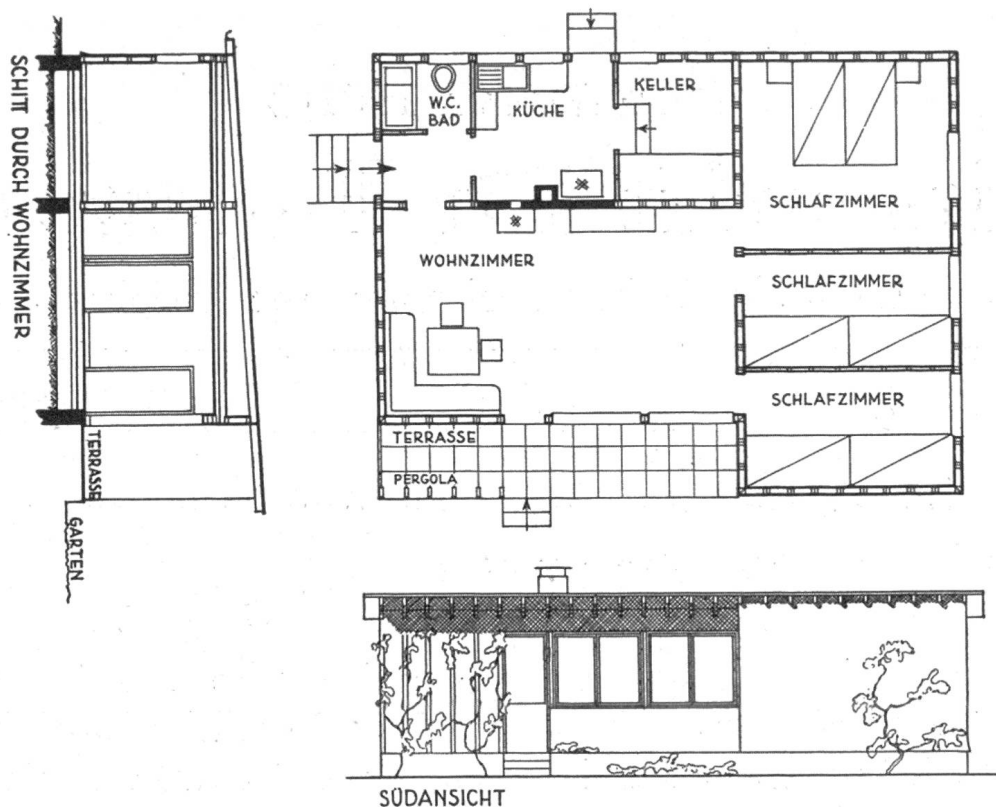 SCHITT DURCH WOHNZIMMER
TERRASSE
GARTEN
W.C.
BAD
KÜCHE
KELLER
SCHLAFZIMMER
WOHNZIMMER
SCHLAFZIMMER
SCHLAFZIMMER
TERRASSE
PERGOLA
SÜDANSICHT